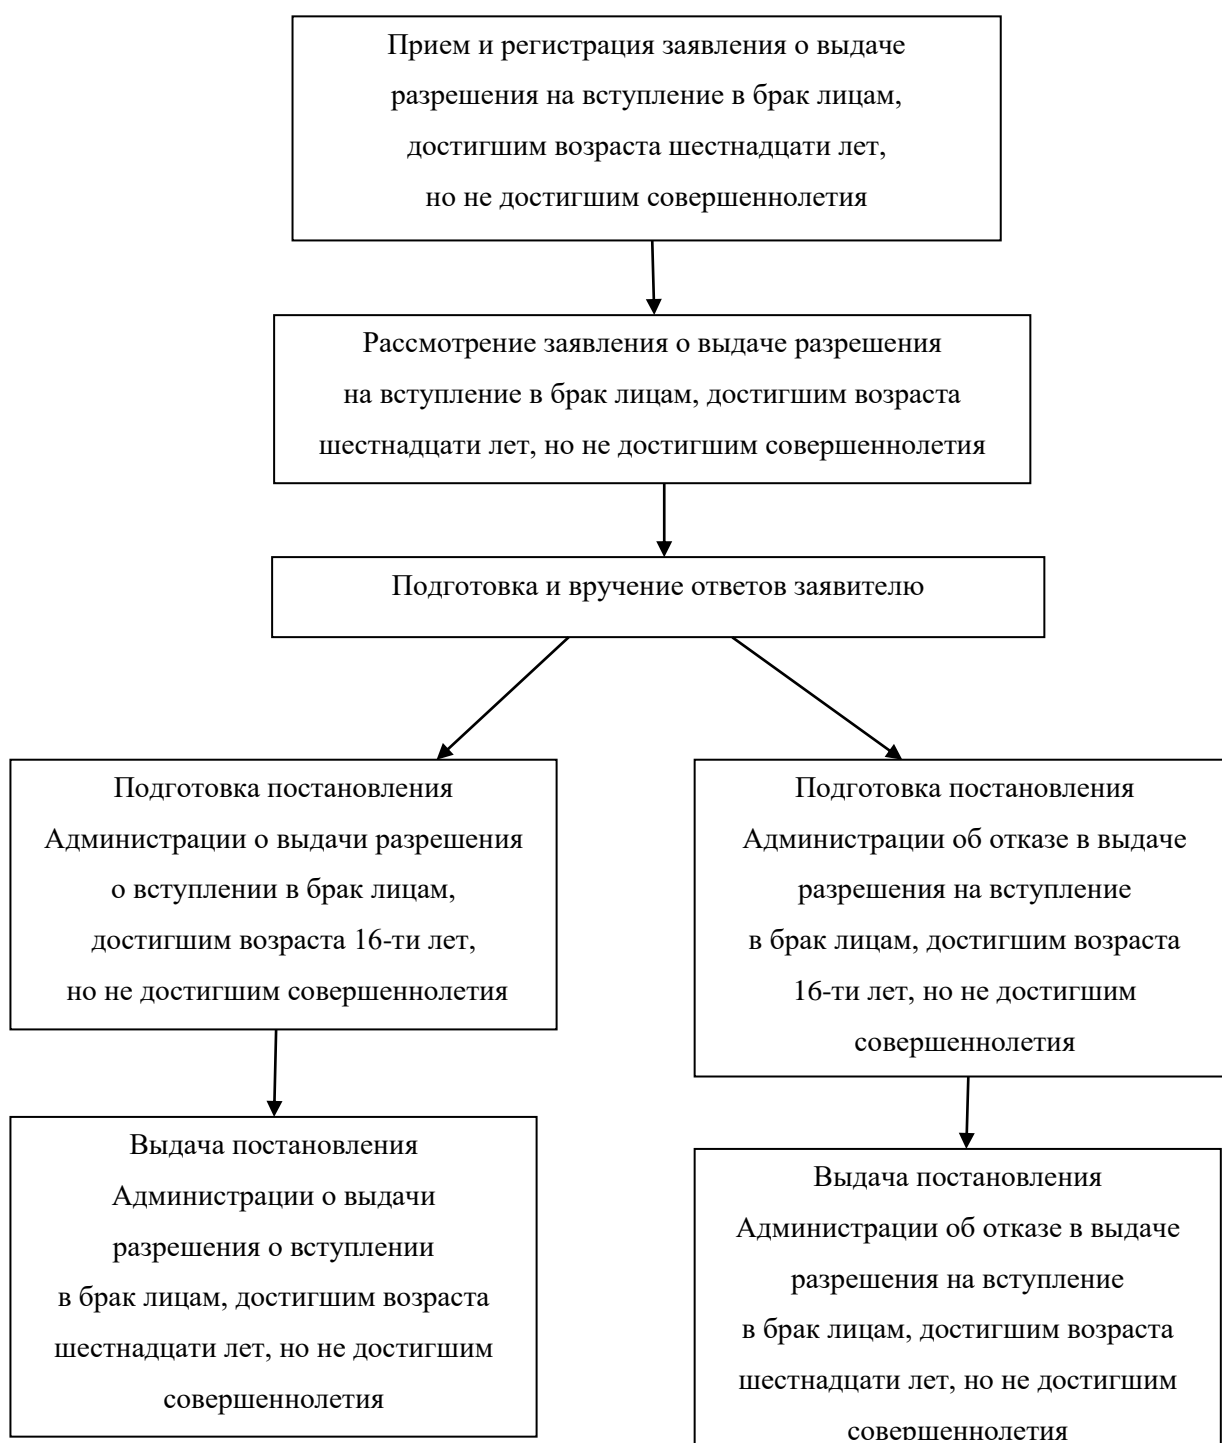 Прием и регистрация заявления о выдаче
разрешения на вступление в брак лицам,
достигшим возраста шестнадцати лет,
но не достигшим совершеннолетия
Рассмотрение заявления о выдаче разрешения
на вступление в брак лицам, достигшим возраста
шестнадцати лет, но не достигшим совершеннолетия
Подготовка и вручение ответов заявителю
Подготовка постановления
Администрации о выдачи разрешения
о вступлении в брак лицам,
достигшим возраста 16-ти лет,
но не достигшим совершеннолетия
Подготовка постановления
Администрации об отказе в выдаче
разрешения на вступление
в брак лицам, достигшим возраста
16-ти лет, но не достигшим
совершеннолетия
Выдача постановления
Администрации о выдачи
разрешения о вступлении
в брак лицам, достигшим возраста
шестнадцати лет, но не достигшим
совершеннолетия
Выдача постановления
Администрации об отказе в выдаче
разрешения на вступление
в брак лицам, достигшим возраста
шестнадцати лет, но не достигшим
совершеннолетия